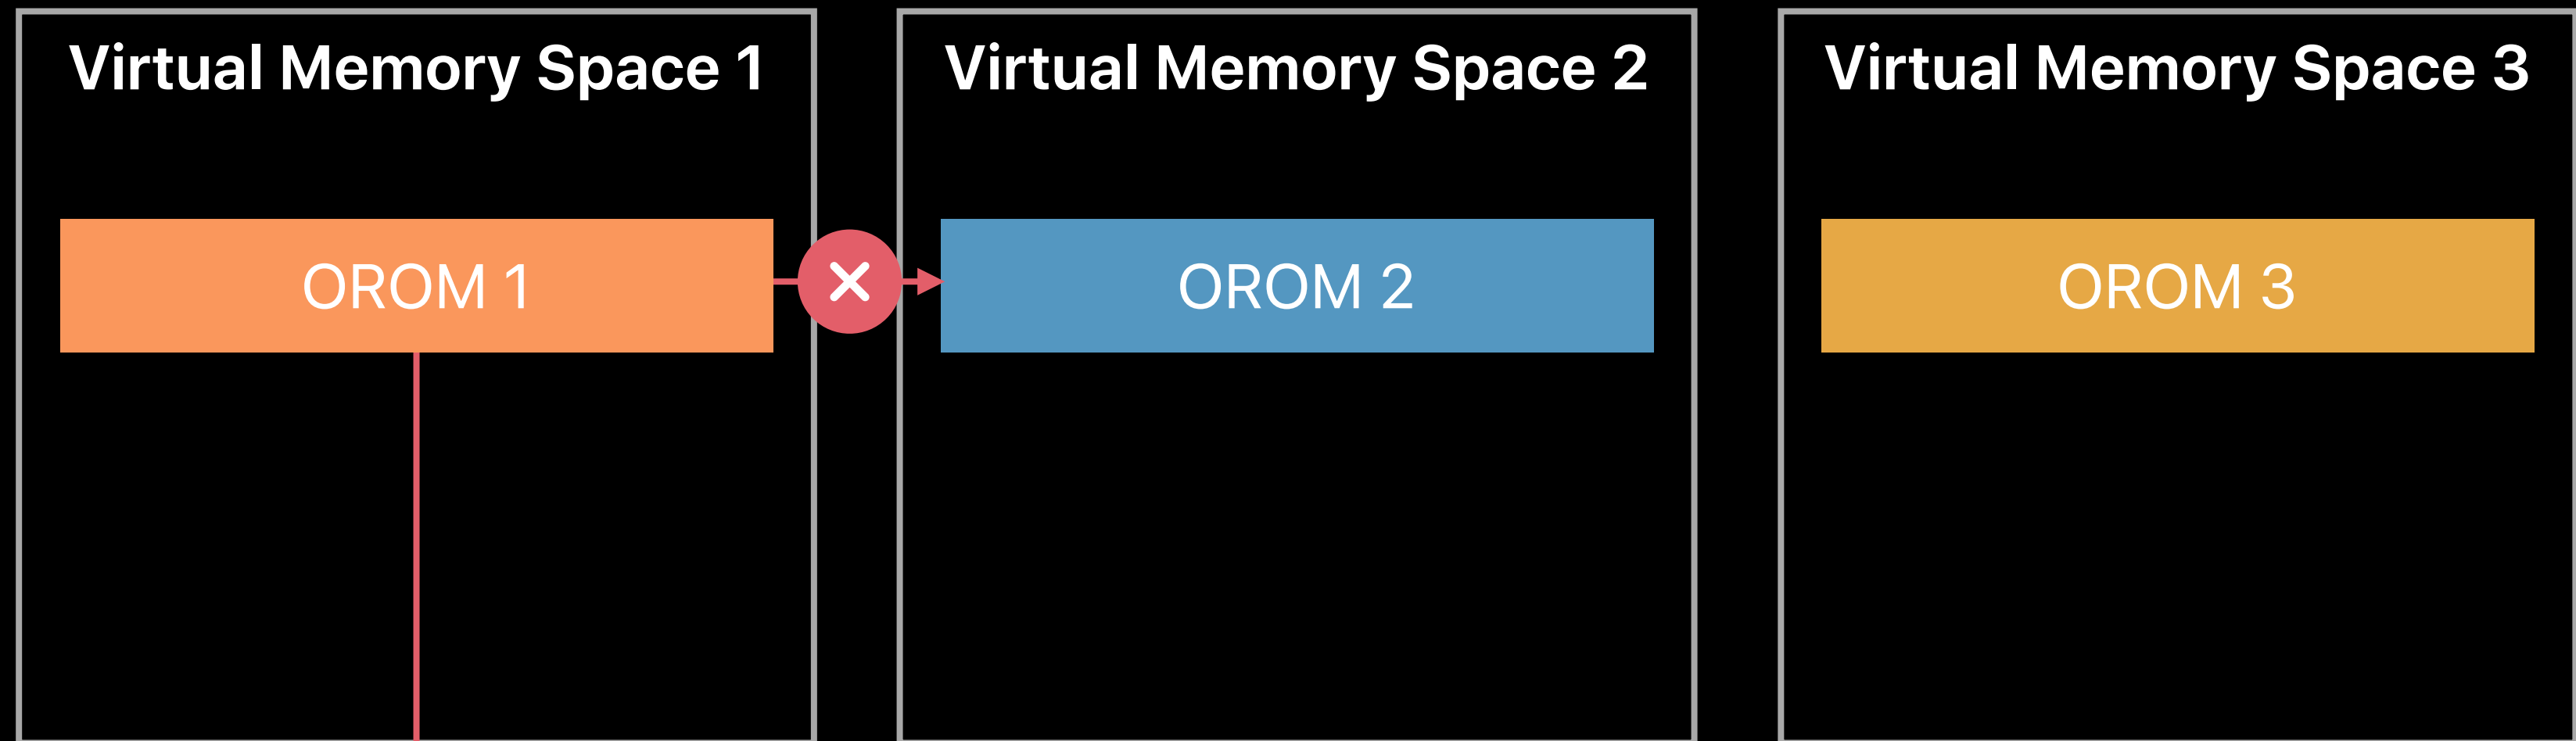 Virtual Memory Space 1
Virtual Memory Space 2
Virtual Memory Space 3
OROM 1
OROM 2
OROM 3